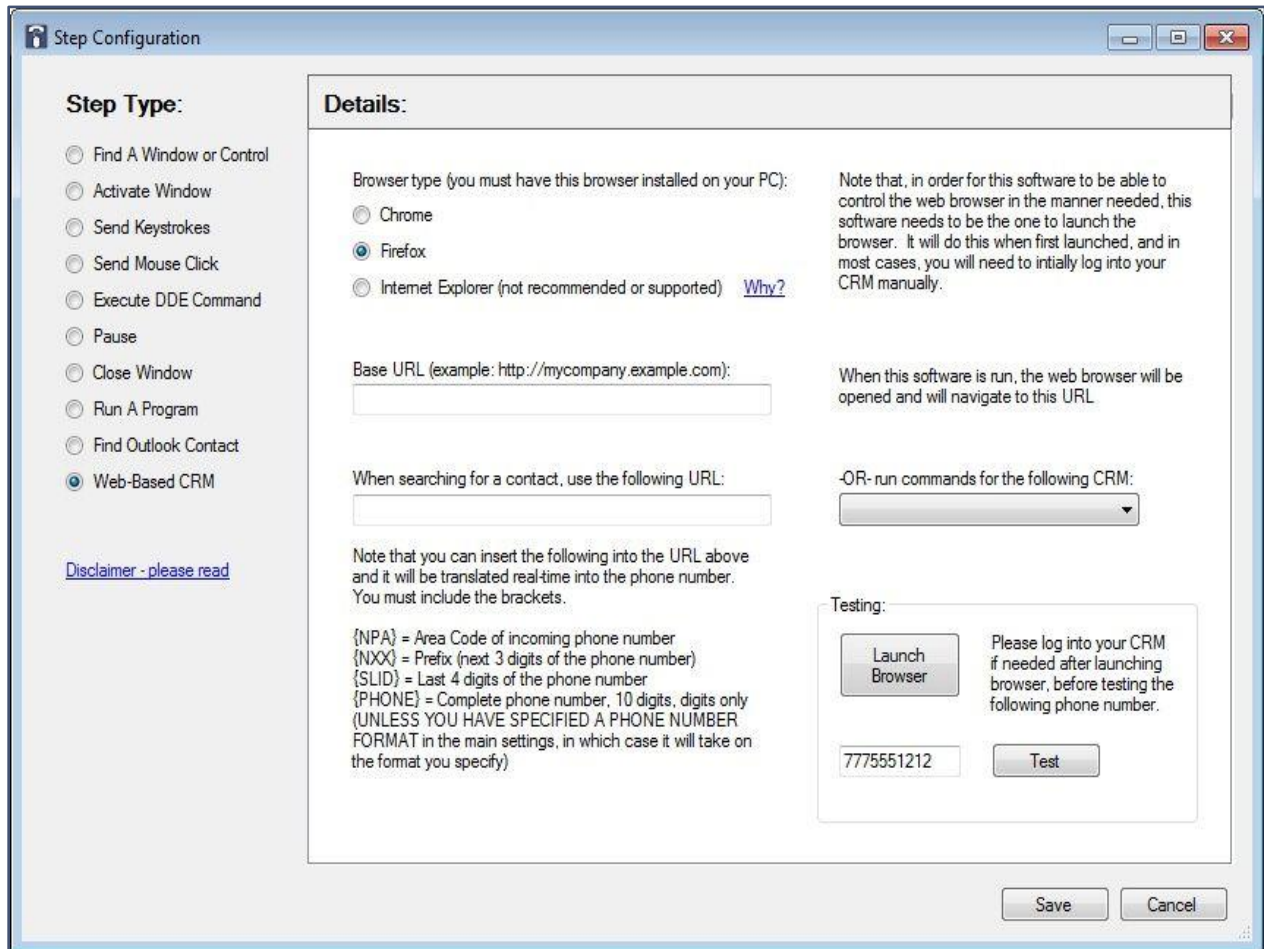 Step Configuration
Step Type:
Find A Window or Control
Activate Window
Send Keystrokes
Send Mouse Click
Execute DDE Command
Pause
Close Window
Run A Program
Find Outlook Contact
Web-Based CRM
Disclaimer - please read
Details:
Browser type (you must have this browser installed on your PC):
Chrome
Firefox
Internet Explorer (not recommended or supported) Why?
Note that, in order for this software to be able to
control the web browser in the manner needed, this
software needs to be the one to launch the
browser. It will do this when first launched, and in
most cases, you will need to intially log into your
CRM manually.
Base URL (example: http://mycompany.example.com):
When this software is run, the web browser will be
opened and will navigate to this URL
When searching for a contact, use the following URL:
-OR- run commands for the following CRM:
Note that you can insert the following into the URL above
and it will be translated real-time into the phone number.
You must include the brackets.
{NPA} = Area Code of incoming phone number
{NXX} = Prefix (next 3 digits of the phone number)
{SLID} = Last 4 digits of the phone number
{PHONE} = Complete phone number, 10 digits, digits only
(UNLESS YOU HAVE SPECIFIED A PHONE NUMBER
FORMAT in the main settings, in which case it will take on
the format you specify)
Testing:
Launch
Browser
Please log into your CRM
if needed after launching
browser, before testing the
following phone number.
7775551212
Test
Save
Cancel